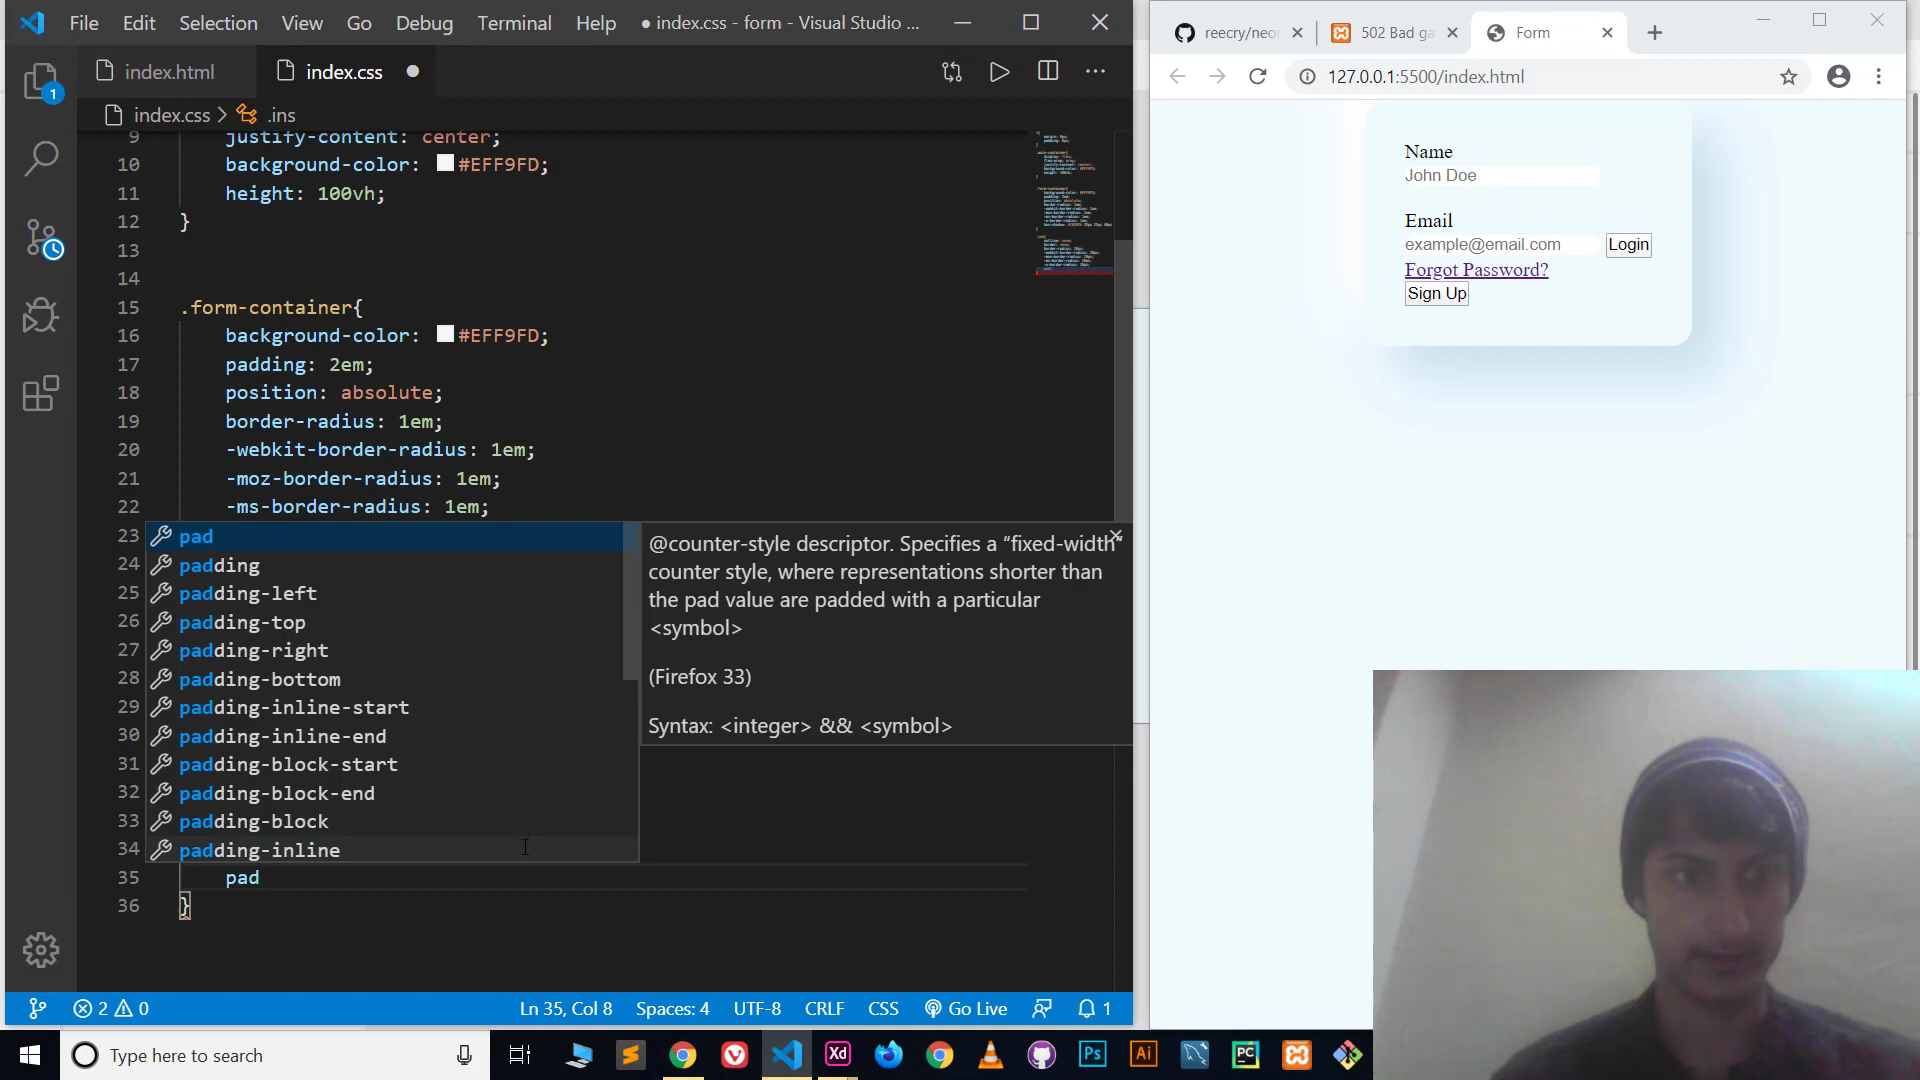 File Edit Selection View Go Debug Terminal Help
● index.css - form - Visual Studio ...
index.html
index.css
index.css > .ins
9 justify-content: center;
10 background-color: #EFF9FD;
11 height: 100vh;
12 }
13
14
15 .form-container{
16 background-color: #EFF9FD;
17 padding: 2em;
18 position: absolute;
19 border-radius: 1em;
20 -webkit-border-radius: 1em;
21 -moz-border-radius: 1em;
22 -ms-border-radius: 1em;
23 pad
24 padding
25 padding-left
26 padding-top
27 padding-right
28 padding-bottom
29 padding-inline-start
30 padding-inline-end
31 padding-block-start
32 padding-block-end
33 padding-block
34 padding-inline
35 pad
36 }
@counter-style descriptor. Specifies a “fixed-width”
counter style, where representations shorter than
the pad value are padded with a particular
<symbol>
(Firefox 33)
Syntax: <integer> && <symbol>
1
2 0
Ln 35, Col 8 Spaces: 4 UTF-8 CRLF CSS Go Live 1
reecry/neo
502 Bad ga
Form
127.0.0.1:5500/index.html
Name
John Doe
Email
example@email.com Login
Forgot Password?
Sign Up
Type here to search
Xd
Ps
Ai
PC